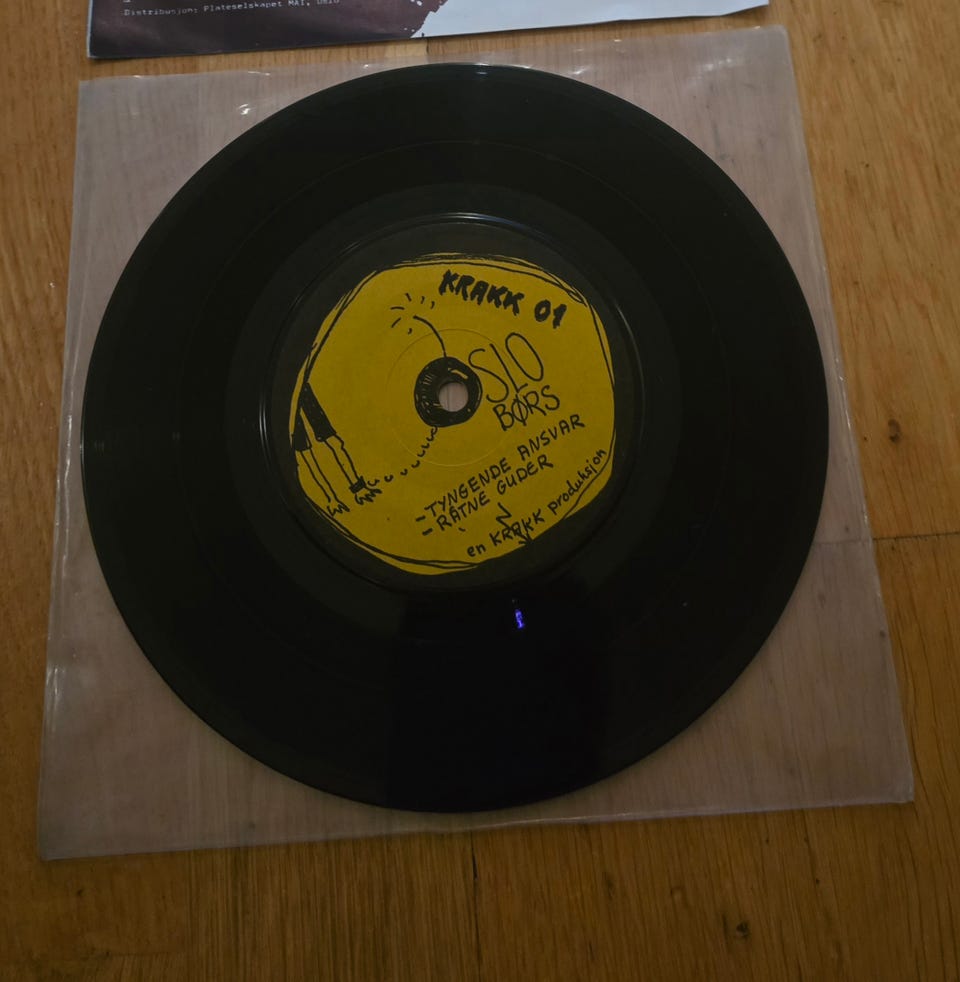 Distribusjon: Plateselskapet MAI, Oslo
KRAKK 01
OSLO
BØRS
- TYNGENDE ANSVAR
- RÅTNE GUDER
en KRAKK produksjon